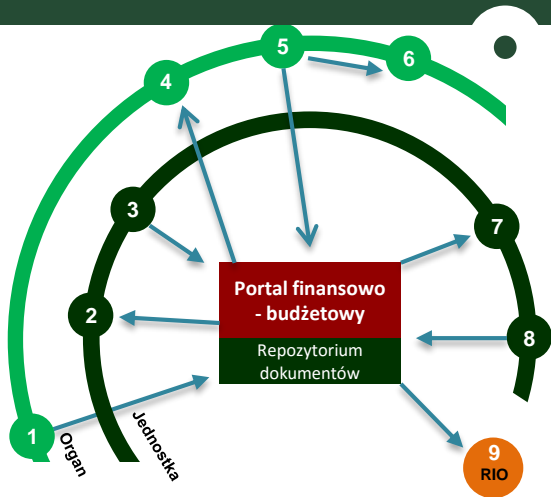 5
6
4
3
7
Portal finansowo
- budżetowy
2
8
Repozytorium
dokumentów
1
Organ
Jednostka
9
RIO